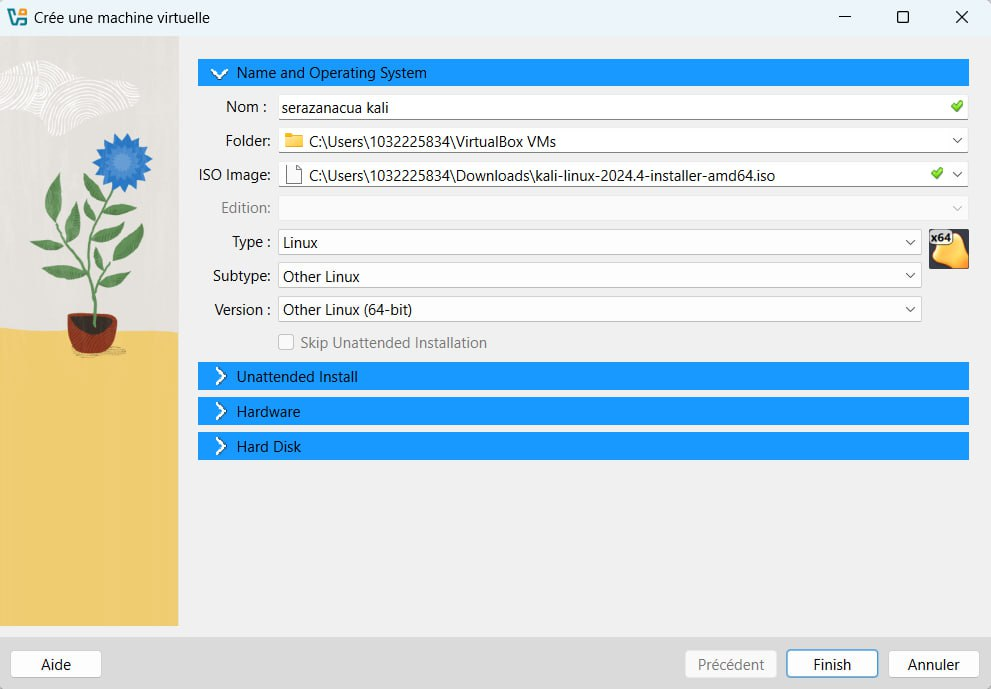 Crée une machine virtuelle
Name and Operating System
Nom : serazanacua kali
Folder: C:\Users\1032225834\VirtualBox VMs
ISO Image: C:\Users\1032225834\Downloads\kali-linux-2024.4-installer-amd64.iso
Edition:
Type : Linux
x64
Subtype: Other Linux
Version : Other Linux (64-bit)
Skip Unattended Installation
Unattended Install
Hardware
Hard Disk
Aide Précédent Finish Annuler